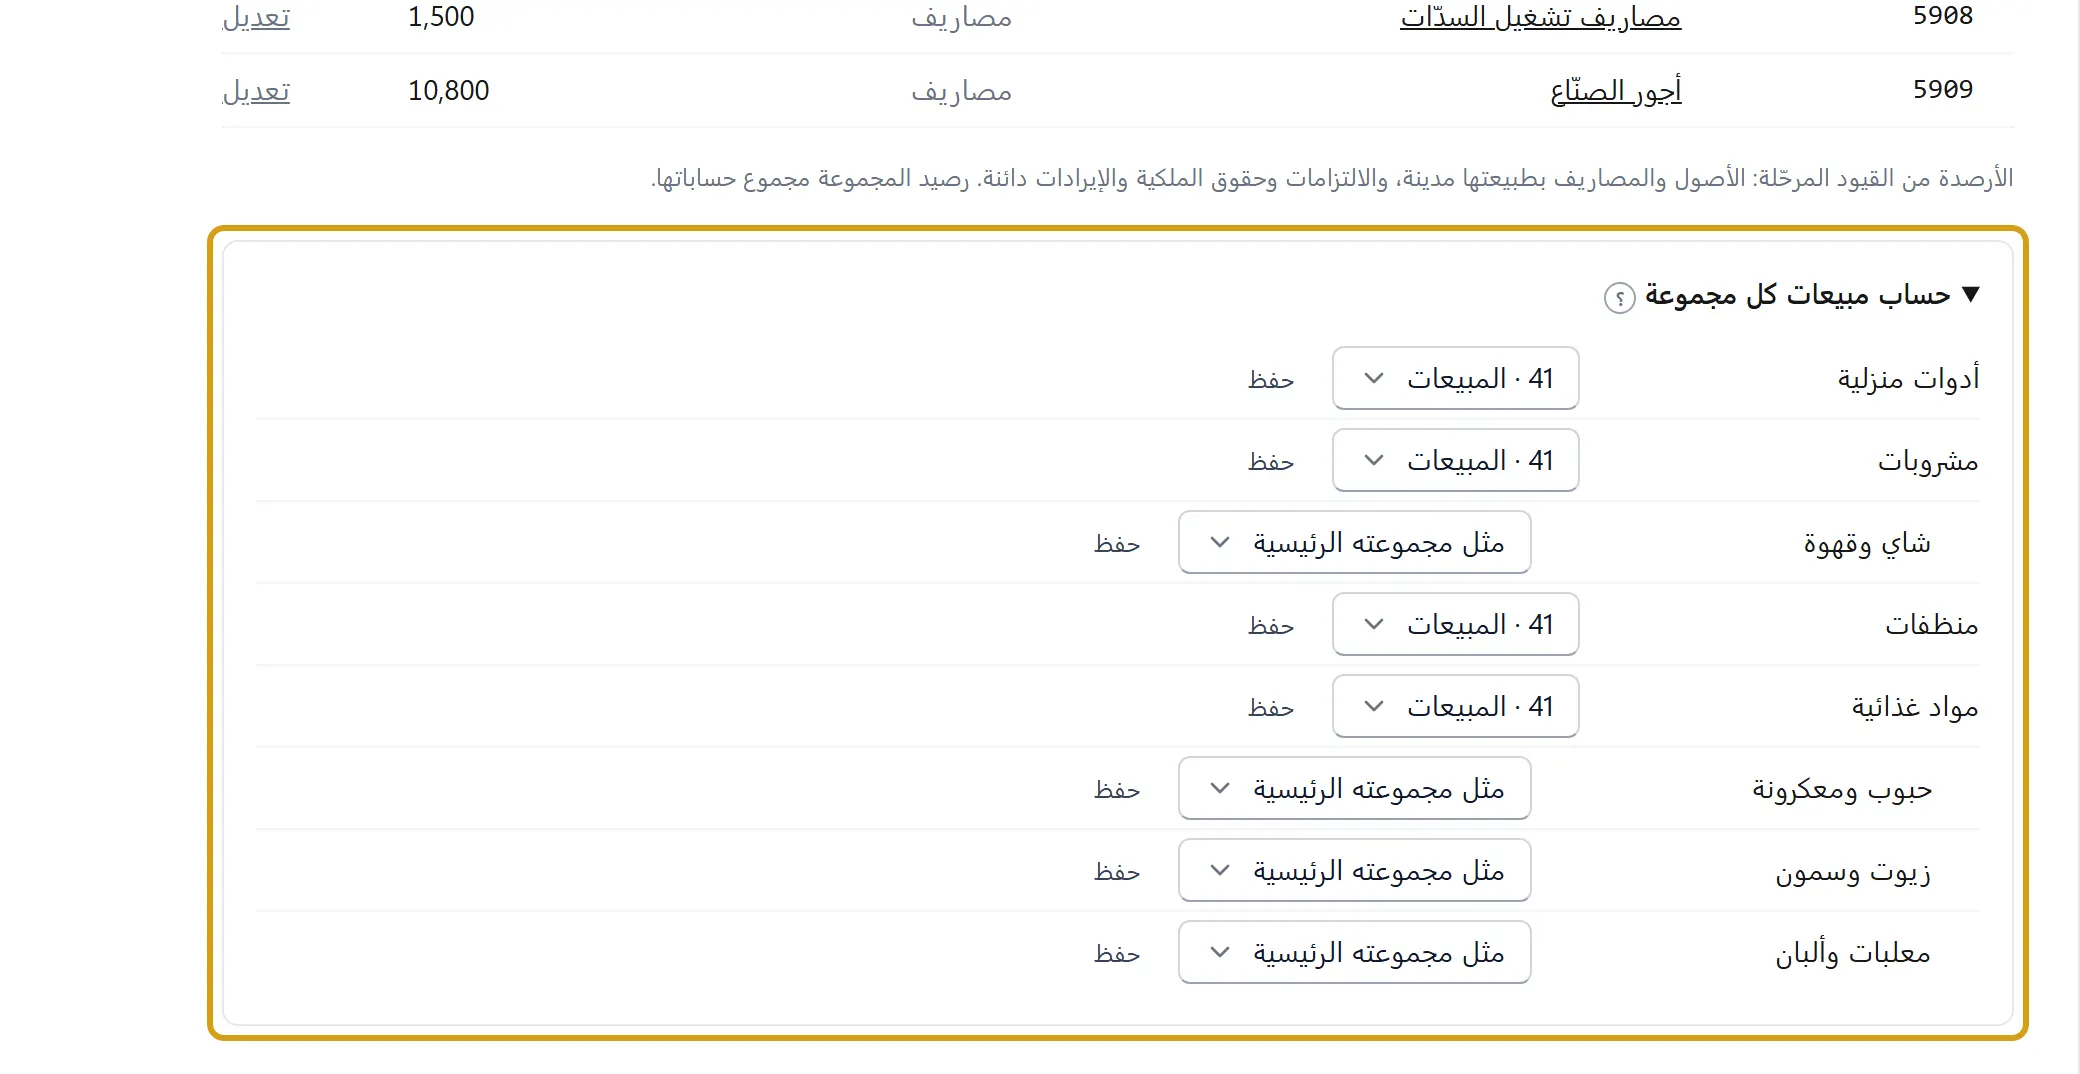 5908 مصاريف تشغيل السدّات مصاريف 1,500 تعديل
5909 أجور الصنّاع مصاريف 10,800 تعديل
الأرصدة من القيود المرحّلة: الأصول والمصاريف بطبيعتها مدينة، والالتزامات وحقوق الملكية والإيرادات دائنة. رصيد المجموعة مجموع حساباتها.
▼ حساب مبيعات كل مجموعة ؟
أدوات منزلية 41 · المبيعات حفظ
مشروبات 41 · المبيعات حفظ
شاي وقهوة مثل مجموعته الرئيسية حفظ
منظفات 41 · المبيعات حفظ
مواد غذائية 41 · المبيعات حفظ
حبوب ومعكرونة مثل مجموعته الرئيسية حفظ
زيوت وسمون مثل مجموعته الرئيسية حفظ
معلبات وألبان مثل مجموعته الرئيسية حفظ